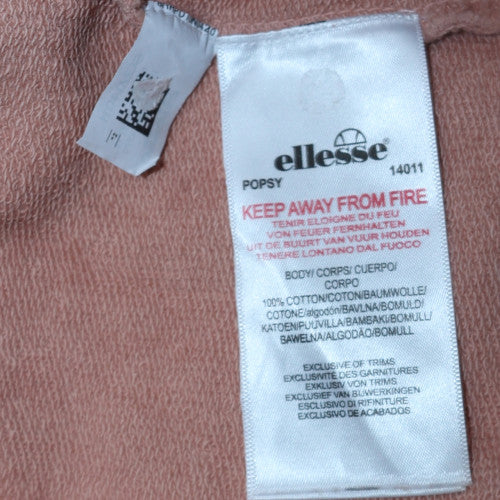 ellesse
POPSY 14011
KEEP AWAY FROM FIRE
TENIR ELOIGNE DU FEU
VON FEUER FERNHALTEN
UIT DE BUURT VAN VUUR HOUDEN
TENERE LONTANO DAL FUOCO
BODY/ CORPS/ CUERPO/
CORPO
100% COTTON/COTON/BAUMWOLLE/
COTONE/algodón/BAVLNA/BOMULD/
KATOEN/PUUVILLA/BAMBAKI/BOMULL/
BAWELNA/ALGODÃO/BOMULL
EXCLUSIVE OF TRIMS
EXCLUSIVITÉ DES GARNITURES
EXKLUSIV VON TRIMS
EXCLUSIEF VAN BIJWERKINGEN
ESCLUSIVO DI RIFINITURE
EXCLUSIVO DE ACABADOS